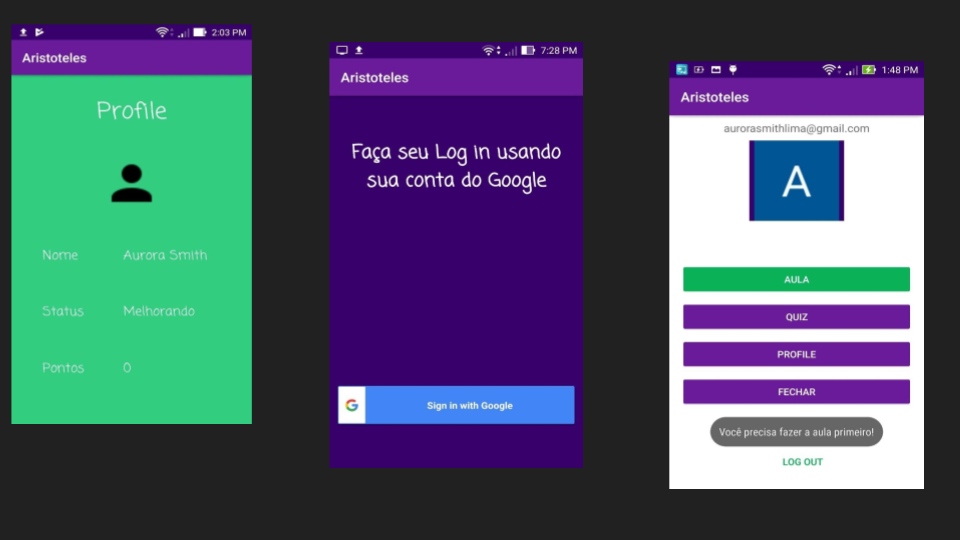 2:03 PM
Aristoteles
Profile
Nome Aurora Smith
Status Melhorando
Pontos 0
7:28 PM
Aristoteles
Faça seu Log in usando
sua conta do Google
G Sign in with Google
1:48 PM
Aristoteles
aurorasmithlima@gmail.com
A
AULA
QUIZ
PROFILE
FECHAR
Você precisa fazer a aula primeiro!
LOG OUT